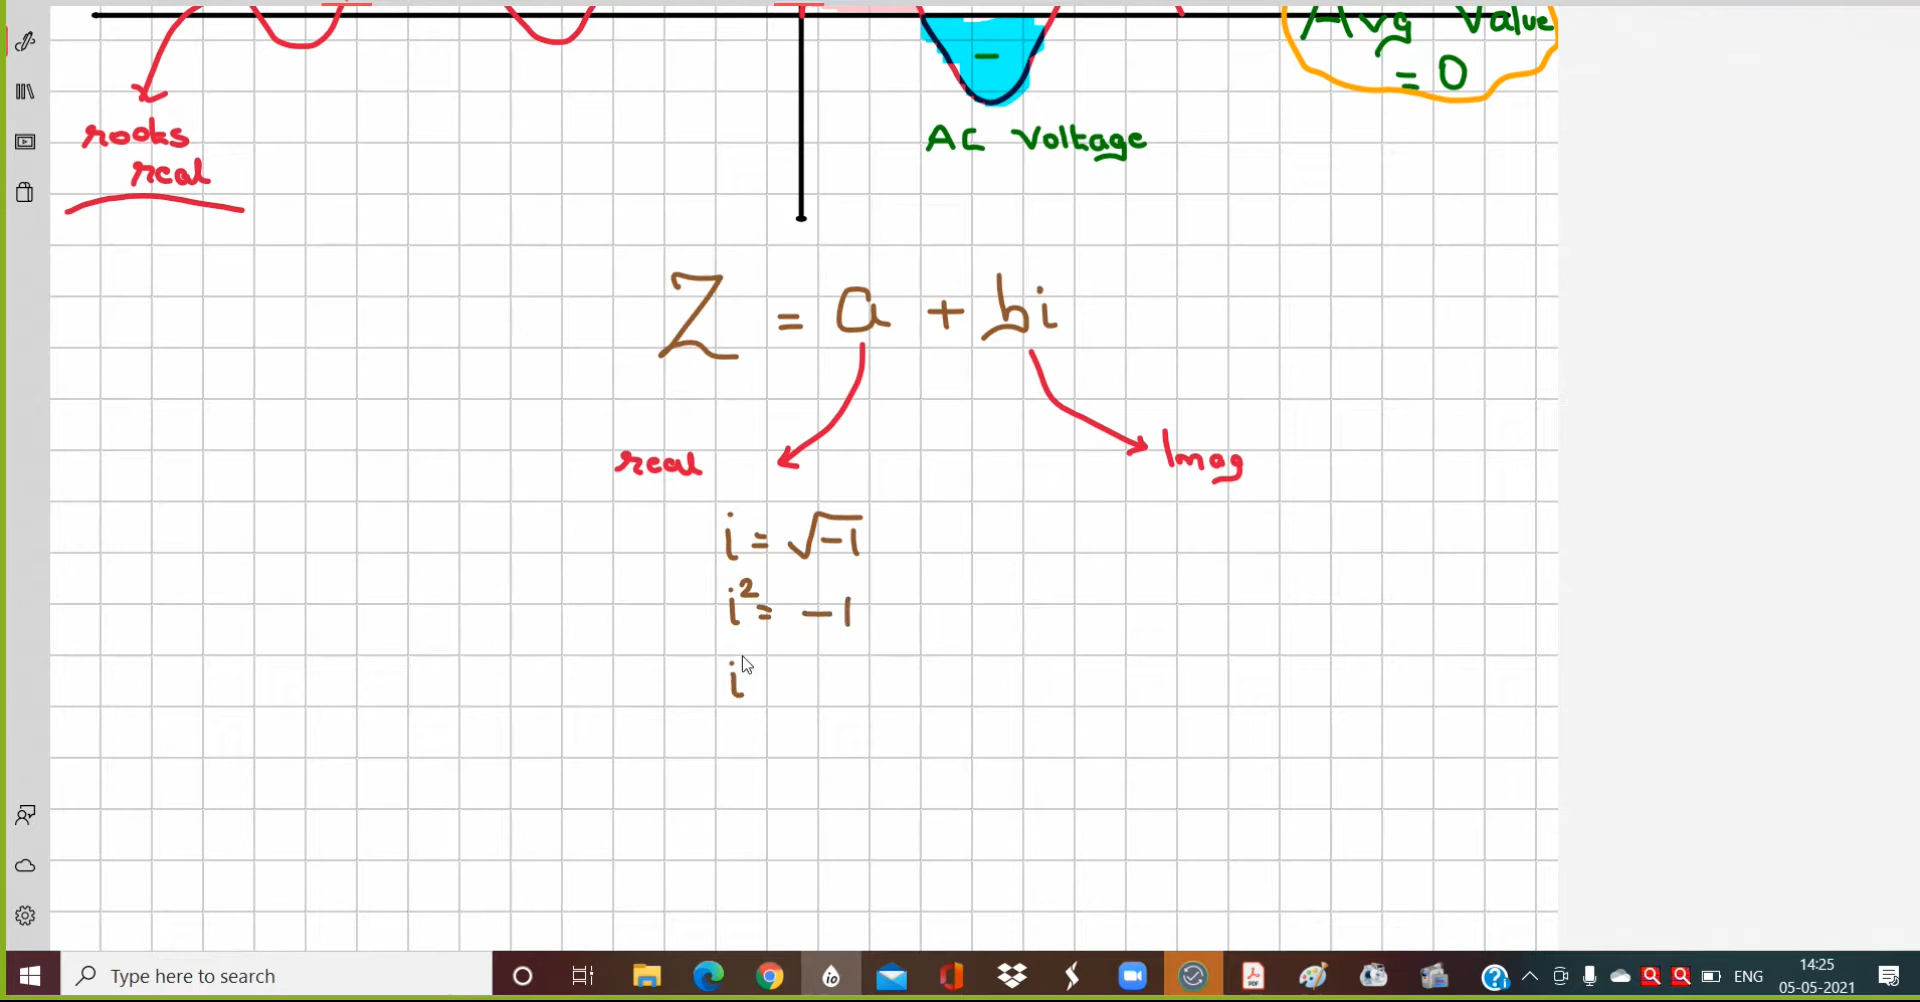 Avg Value
= 0
AC Voltage
rooks
real
Z = a + bi
real
Imag
i = √-1
i² = -1
i
Type here to search
ENG
14:25
05-05-2021